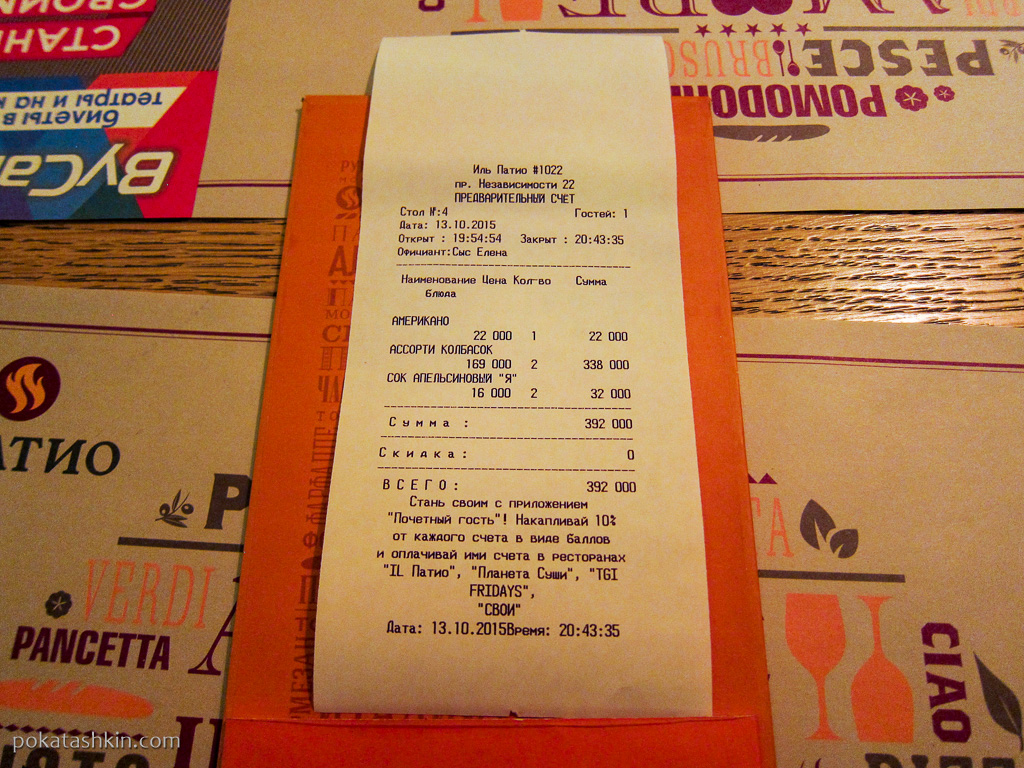 СВОИМ
СТАН
билеты в
театры и на
ВуСа
PESCE
BRUSC
POMODOR
Иль Патио #1022
пр. Независимости 22
ПРЕДВАРИТЕЛЬНЫЙ СЧЕТ
Стол №:4 Гостей: 1
Дата: 13.10.2015
Открыт : 19:54:54 Закрыт : 20:43:35
Официант:Сыс Елена
Наименование Цена Кол-во Сумма
блюда
АМЕРИКАНО
22 000 1 22 000
АССОРТИ КОЛБАСОК
169 000 2 338 000
СОК АПЕЛЬСИНОВЫЙ "Я"
16 000 2 32 000
Сумма : 392 000
Скидка: 0
ВСЕГО: 392 000
Стань своим с приложением
"Почетный гость"! Накапливай 10%
от каждого счета в виде баллов
и оплачивай ими счета в ресторанах
"IL Патио", "Планета Суши", "TGI
FRIDAYS",
"СВОИ"
Дата: 13.10.2015Время: 20:43:35
АТИО
VERDI
PANCETTA
CIAO
pokatashkin.com